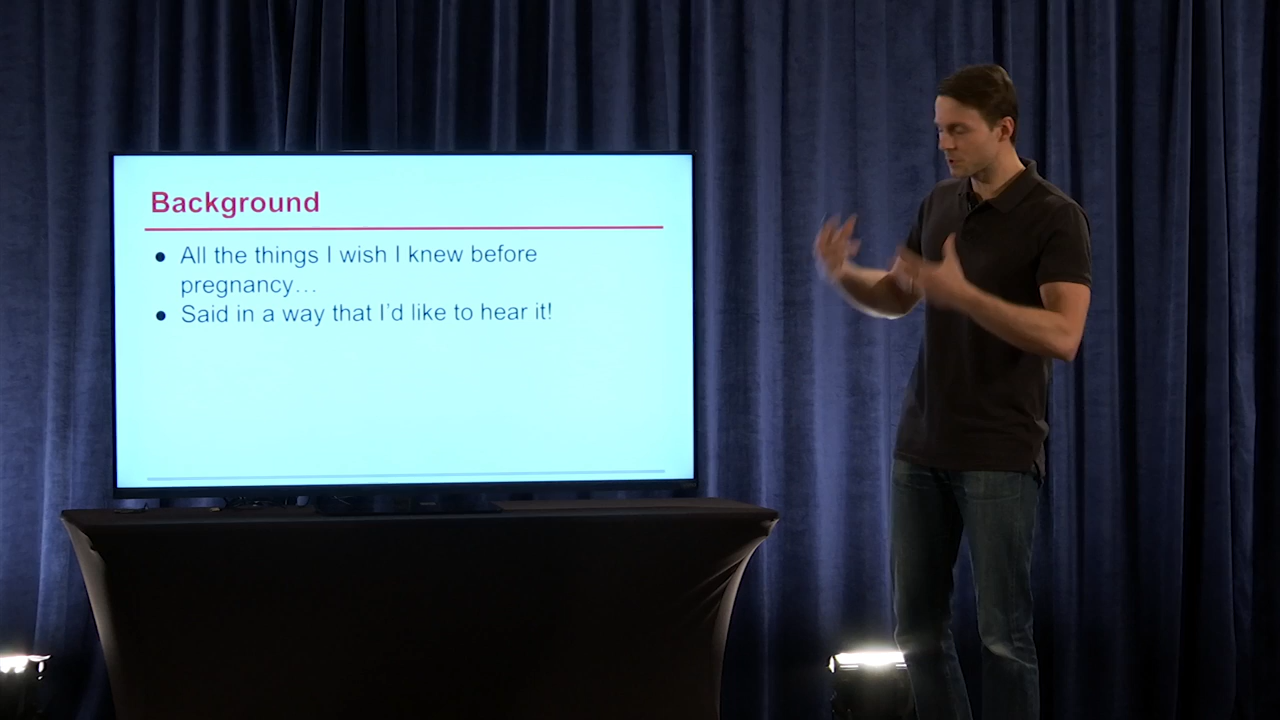 Background
● All the things I wish I knew before
pregnancy…
● Said in a way that I'd like to hear it!